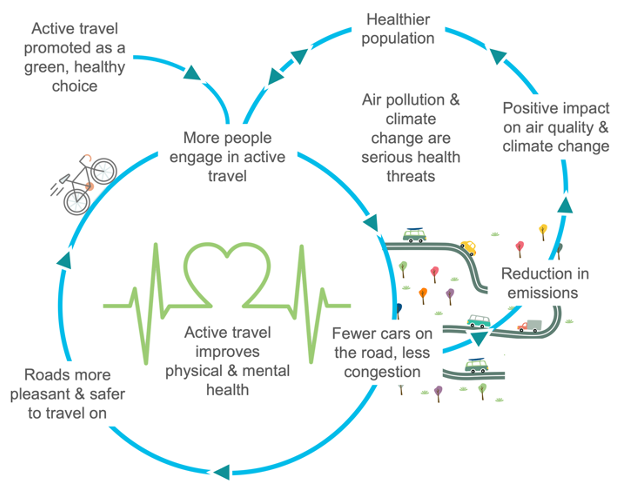 Active travel
promoted as a
green, healthy
choice
Healthier
population
Air pollution &
climate
change are
serious health
threats
Positive impact
on air quality &
climate change
More people
engage in active
travel
Reduction in
emissions
Active travel
improves
physical & mental
health
Fewer cars on
the road, less
congestion
Roads more
pleasant & safer
to travel on